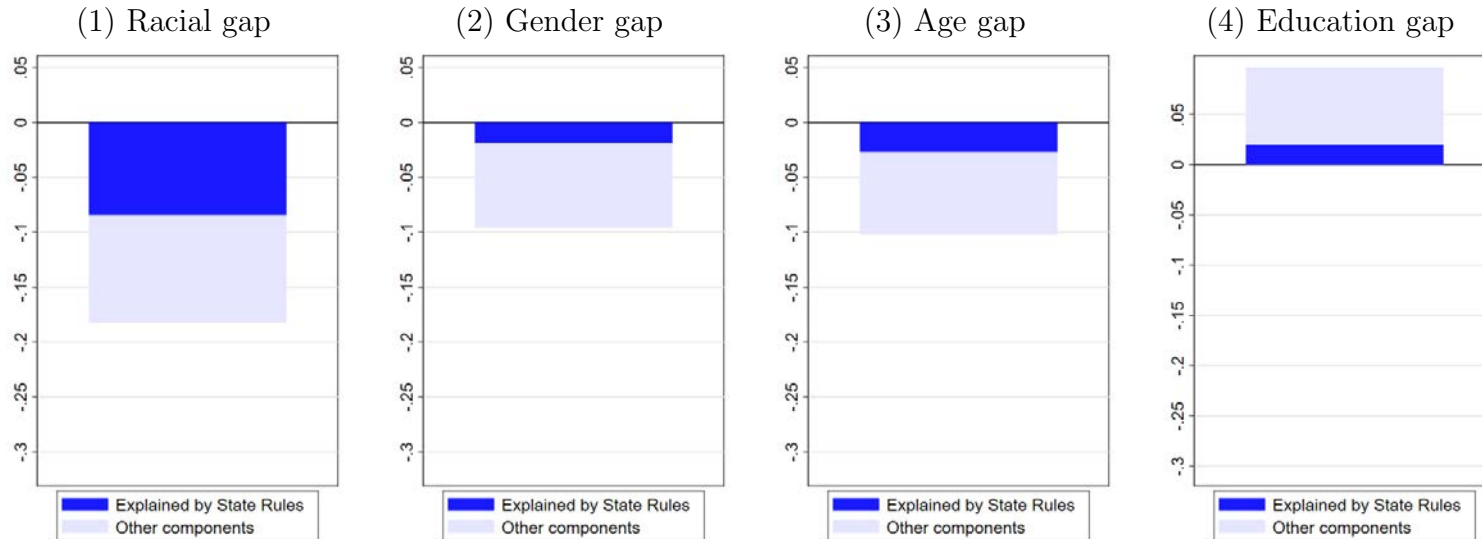 (1) Racial gap
.05
0
-.05
-.1
-.15
-.2
-.25
-.3
Explained by State Rules
Other components
(2) Gender gap
.05
0
-.05
-.1
-.15
-.2
-.25
-.3
Explained by State Rules
Other components
(3) Age gap
.05
0
-.05
-.1
-.15
-.2
-.25
-.3
Explained by State Rules
Other components
(4) Education gap
.05
0
-.05
-.1
-.15
-.2
-.25
-.3
Explained by State Rules
Other components